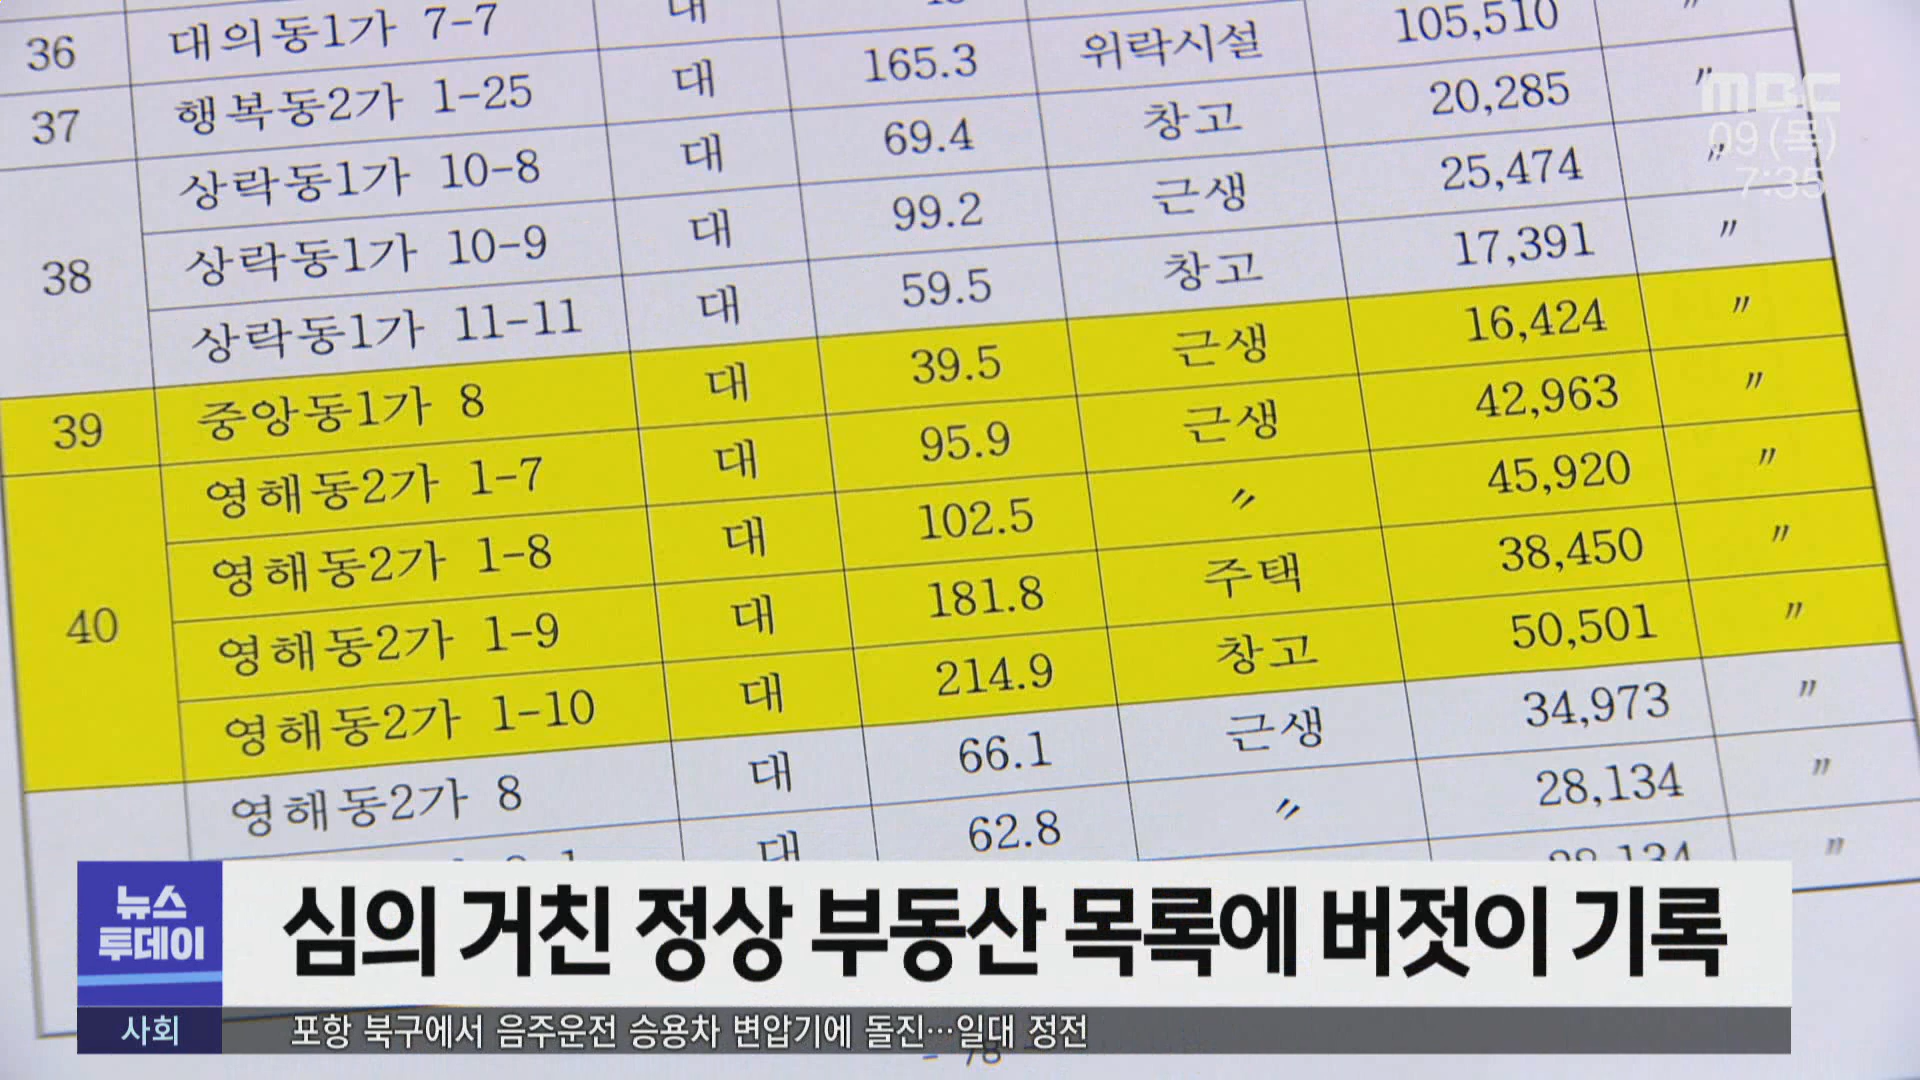 36 대의동1가 7-7 대
37 행복동2가 1-25 대 165.3 위락시설 105,510 〃
38 상락동1가 10-8 대 69.4 창고 20,285 〃
상락동1가 10-9 대 99.2 근생 25,474 〃
상락동1가 11-11 대 59.5 창고 17,391 〃
39 중앙동1가 8 대 39.5 근생 16,424 〃
40 영해동2가 1-7 대 95.9 근생 42,963 〃
영해동2가 1-8 대 102.5 〃 45,920 〃
영해동2가 1-9 대 181.8 주택 38,450 〃
영해동2가 1-10 대 214.9 창고 50,501 〃
영해동2가 8 대 66.1 근생 34,973 〃
대 62.8 〃 28,134 〃
MBC
09 (목)
7:35
뉴스
투데이
심의 거친 정상 부동산 목록에 버젓이 기록
사회
포항 북구에서 음주운전 승용차 변압기에 돌진…일대 정전